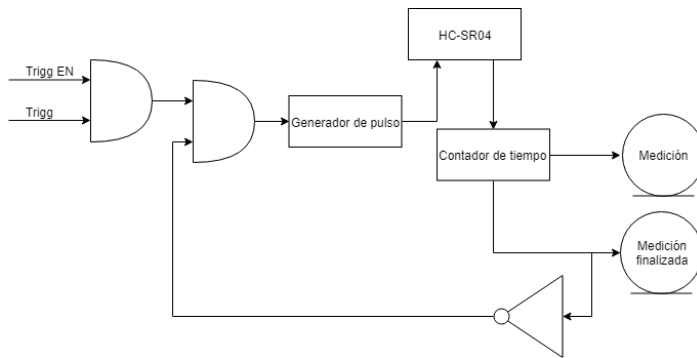 HC-SR04
Trigg EN
Trigg
Generador de pulso
Contador de tiempo
Medición
Medición
finalizada